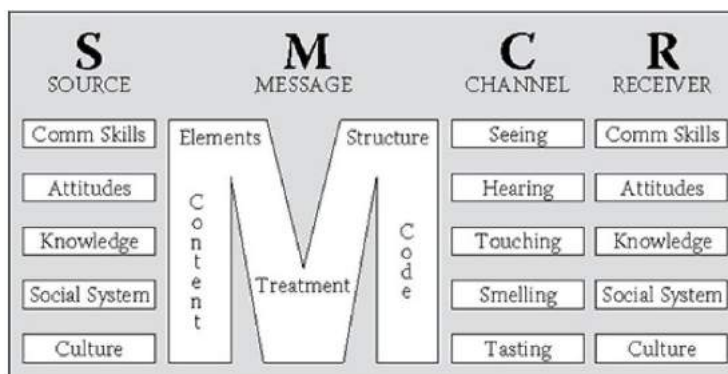 S M C R
SOURCE MESSAGE CHANNEL RECEIVER
Comm Skills
Attitudes
Knowledge
Social System
Culture
Elements
Structure
Content
Treatment
Code
Seeing
Hearing
Touching
Smelling
Tasting
Comm Skills
Attitudes
Knowledge
Social System
Culture